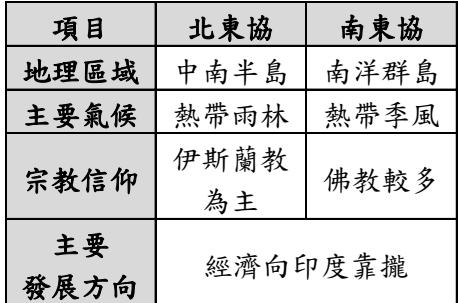 項目 北東協 南東協
地理區域 中南半島 南洋群島
主要氣候 熱帶雨林 熱帶季風
宗教信仰 伊斯蘭教為主 佛教較多
主要發展方向 經濟向印度靠攏